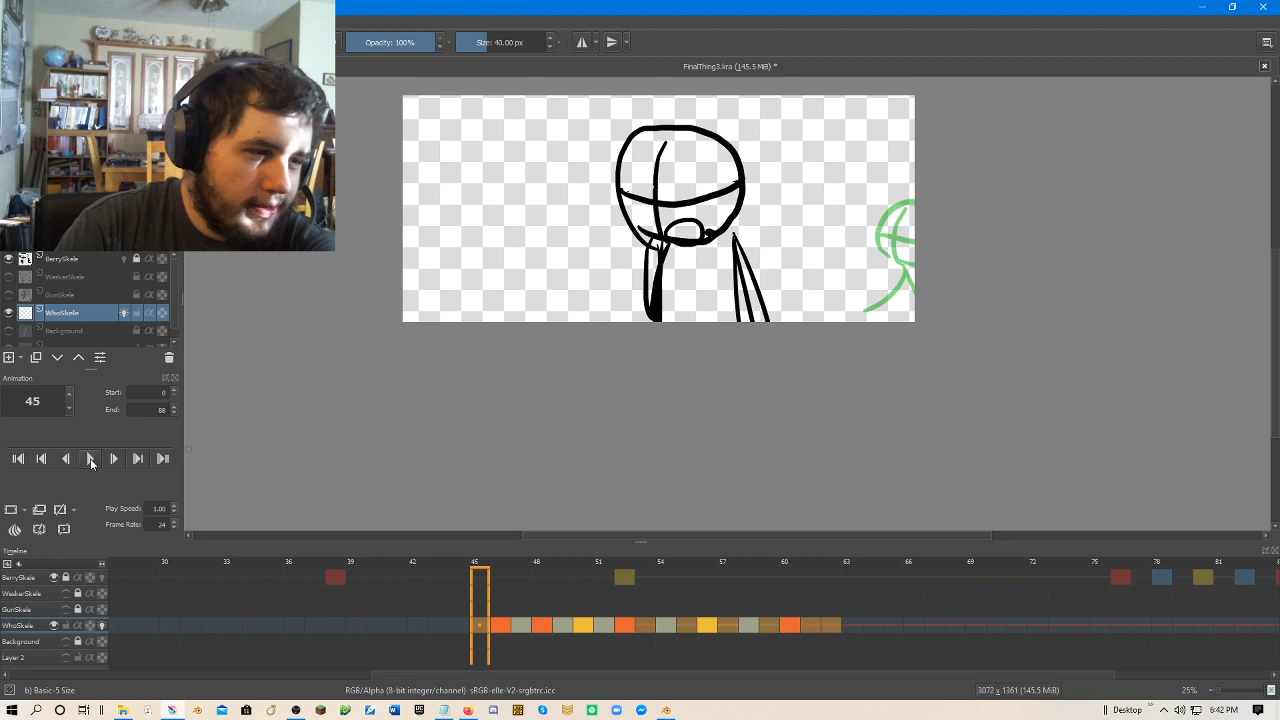 Opacity: 100%
Size: 40.00 px
FinalThing3.kra (145.5 MiB) *
BerrySkele
WeskerSkele
GunSkele
WhoSkele
Background
Animation
45
Start: 0
End: 88
Play Speed: 1.00
Frame Rate: 24
Timeline
30 33 36 39 42 45 48 51 54 57 60 63 66 69 72 75 78 81
BerrySkele
WeskerSkele
GunSkele
WhoSkele
Background
Layer 2
b) Basic-5 Size
RGB/Alpha (8-bit integer/channel) sRGB-elle-V2-srgbtrc.icc
3072 x 1361 (145.5 MiB)
25%
Desktop
6:42 PM